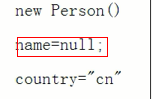 new Person()
name=null;
country="cn"